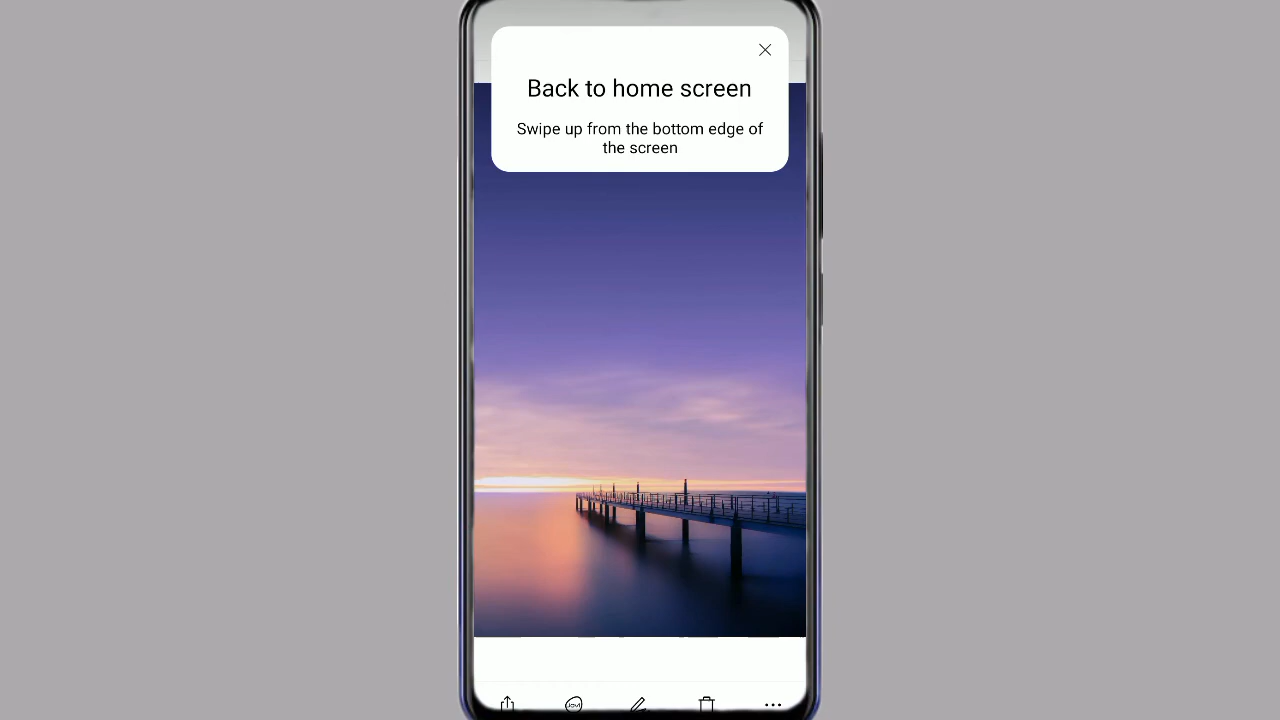 Back to home screen
Swipe up from the bottom edge of
the screen